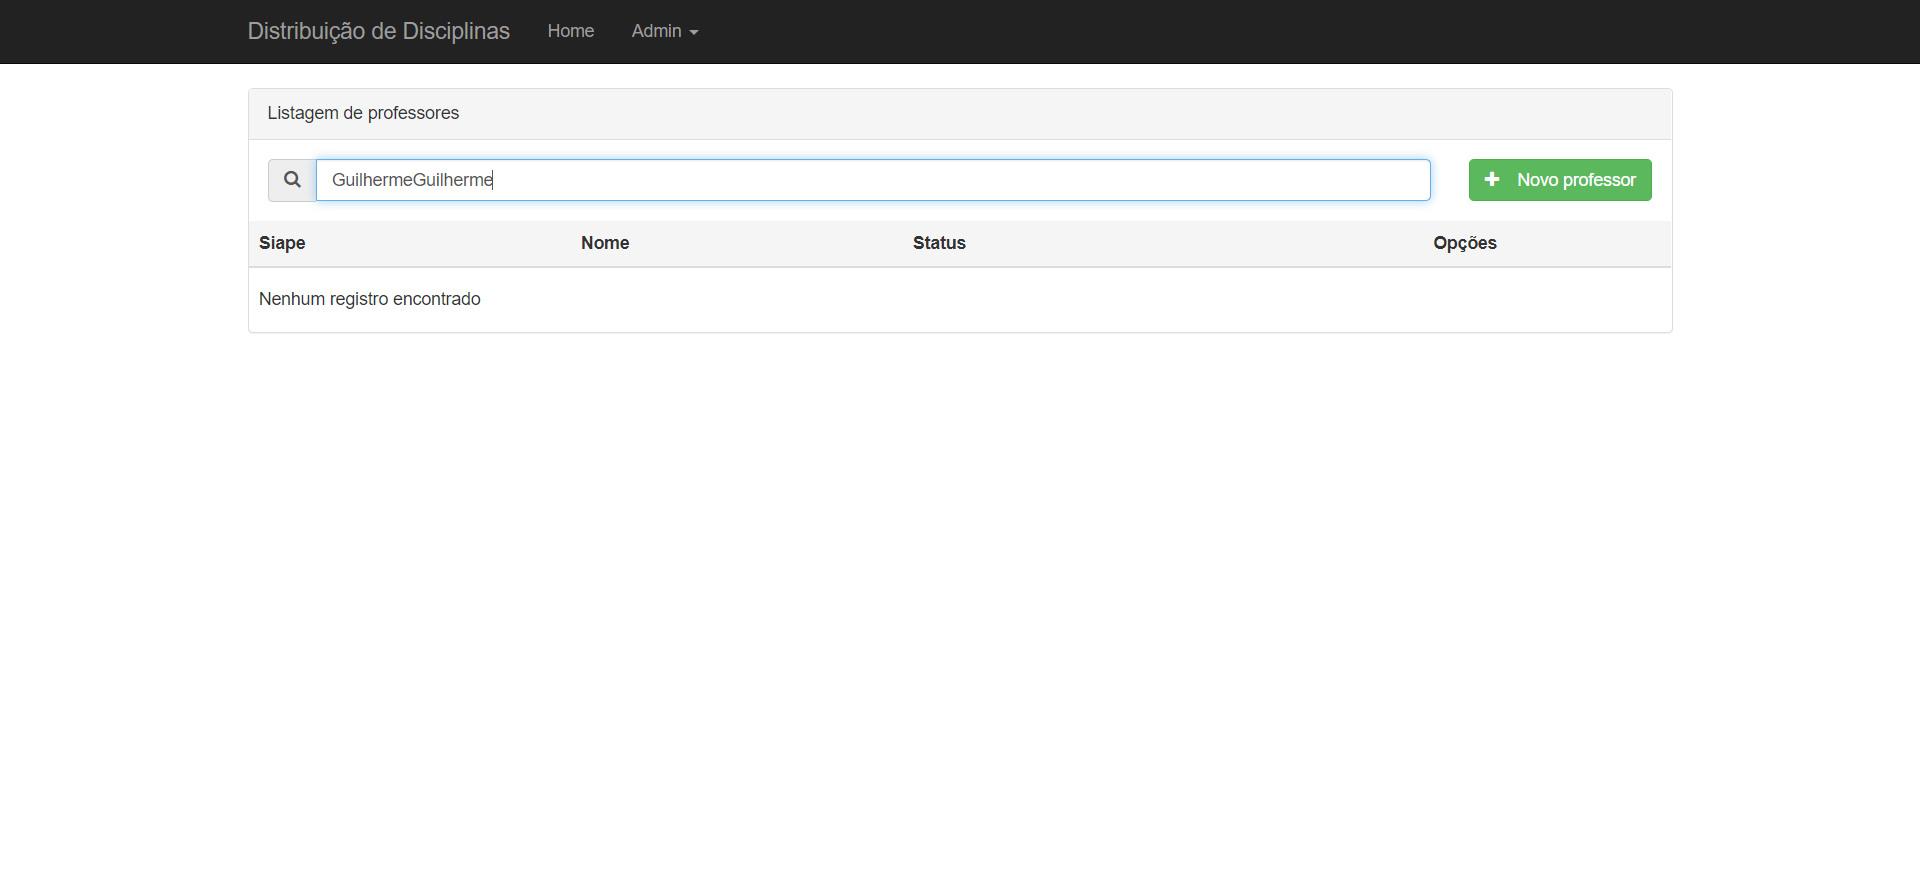 Distribuição de Disciplinas Home Admin
Listagem de professores
GuilhermeGuilherme Novo professor
Siape Nome Status Opções
Nenhum registro encontrado